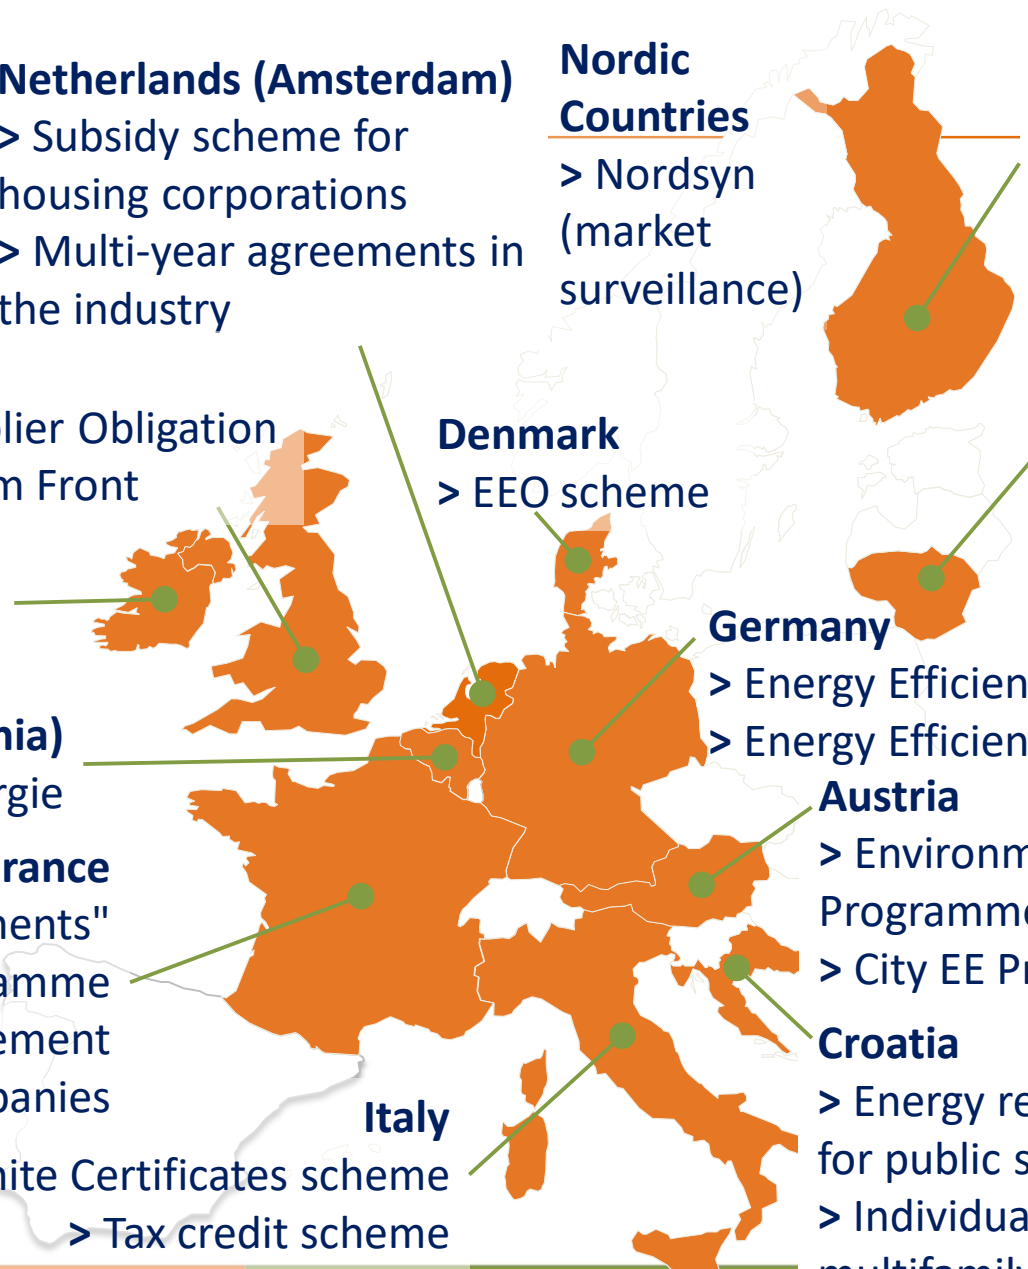 Netherlands (Amsterdam)
> Subsidy scheme for
housing corporations
> Multi-year agreements in
the industry
Nordic
Countries
> Nordsyn
(market
surveillance)
lier Obligation
m Front
Denmark
> EEO scheme
Germany
> Energy Efficien
> Energy Efficien
nia)
rgie
Austria
> Environm
Programme
> City EE Pr
rance
ments"
amme
ement
panies
Croatia
> Energy re
for public s
> Individua
multifamily
Italy
hite Certificates scheme
> Tax credit scheme